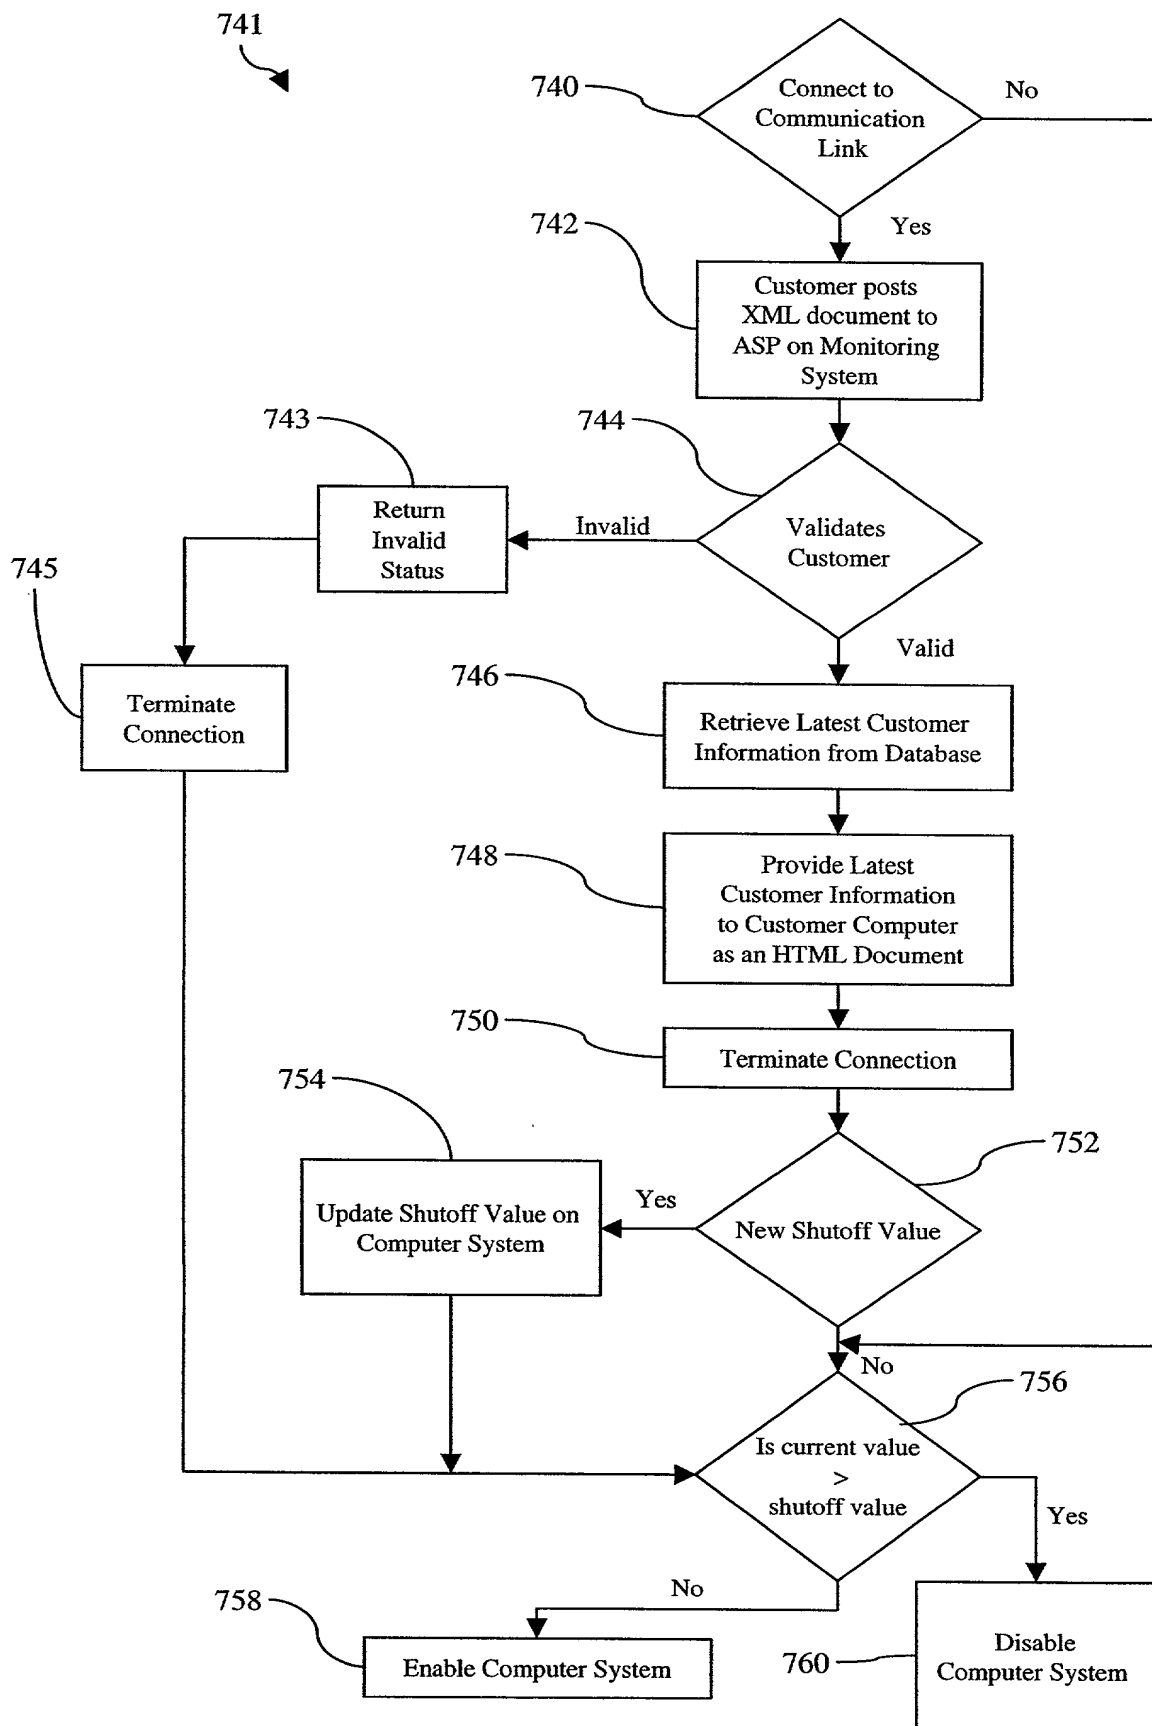 741
740
Connect to
Communication
Link
No
Yes
742
Customer posts
XML document to
ASP on Monitoring
System
743
744
Return
Invalid
Status
Invalid
Validates
Customer
745
Terminate
Connection
Valid
746
Retrieve Latest Customer
Information from Database
748
Provide Latest
Customer Information
to Customer Computer
as an HTML Document
750
Terminate Connection
754
752
Update Shutoff Value on
Computer System
Yes
New Shutoff Value
No
756
Is current value
>
shutoff value
Yes
No
758
Enable Computer System
760
Disable
Computer System